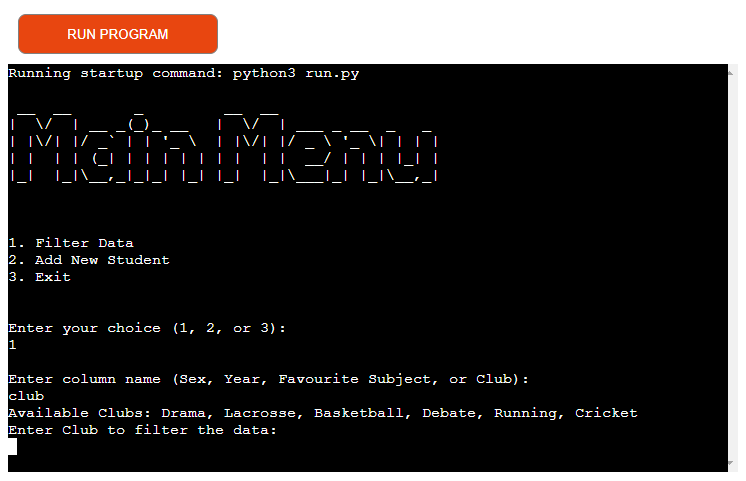 RUN PROGRAM
Running startup command: python3 run.py
Main Menu
1. Filter Data
2. Add New Student
3. Exit
Enter your choice (1, 2, or 3):
1
Enter column name (Sex, Year, Favourite Subject, or Club):
club
Available Clubs: Drama, Lacrosse, Basketball, Debate, Running, Cricket
Enter Club to filter the data: